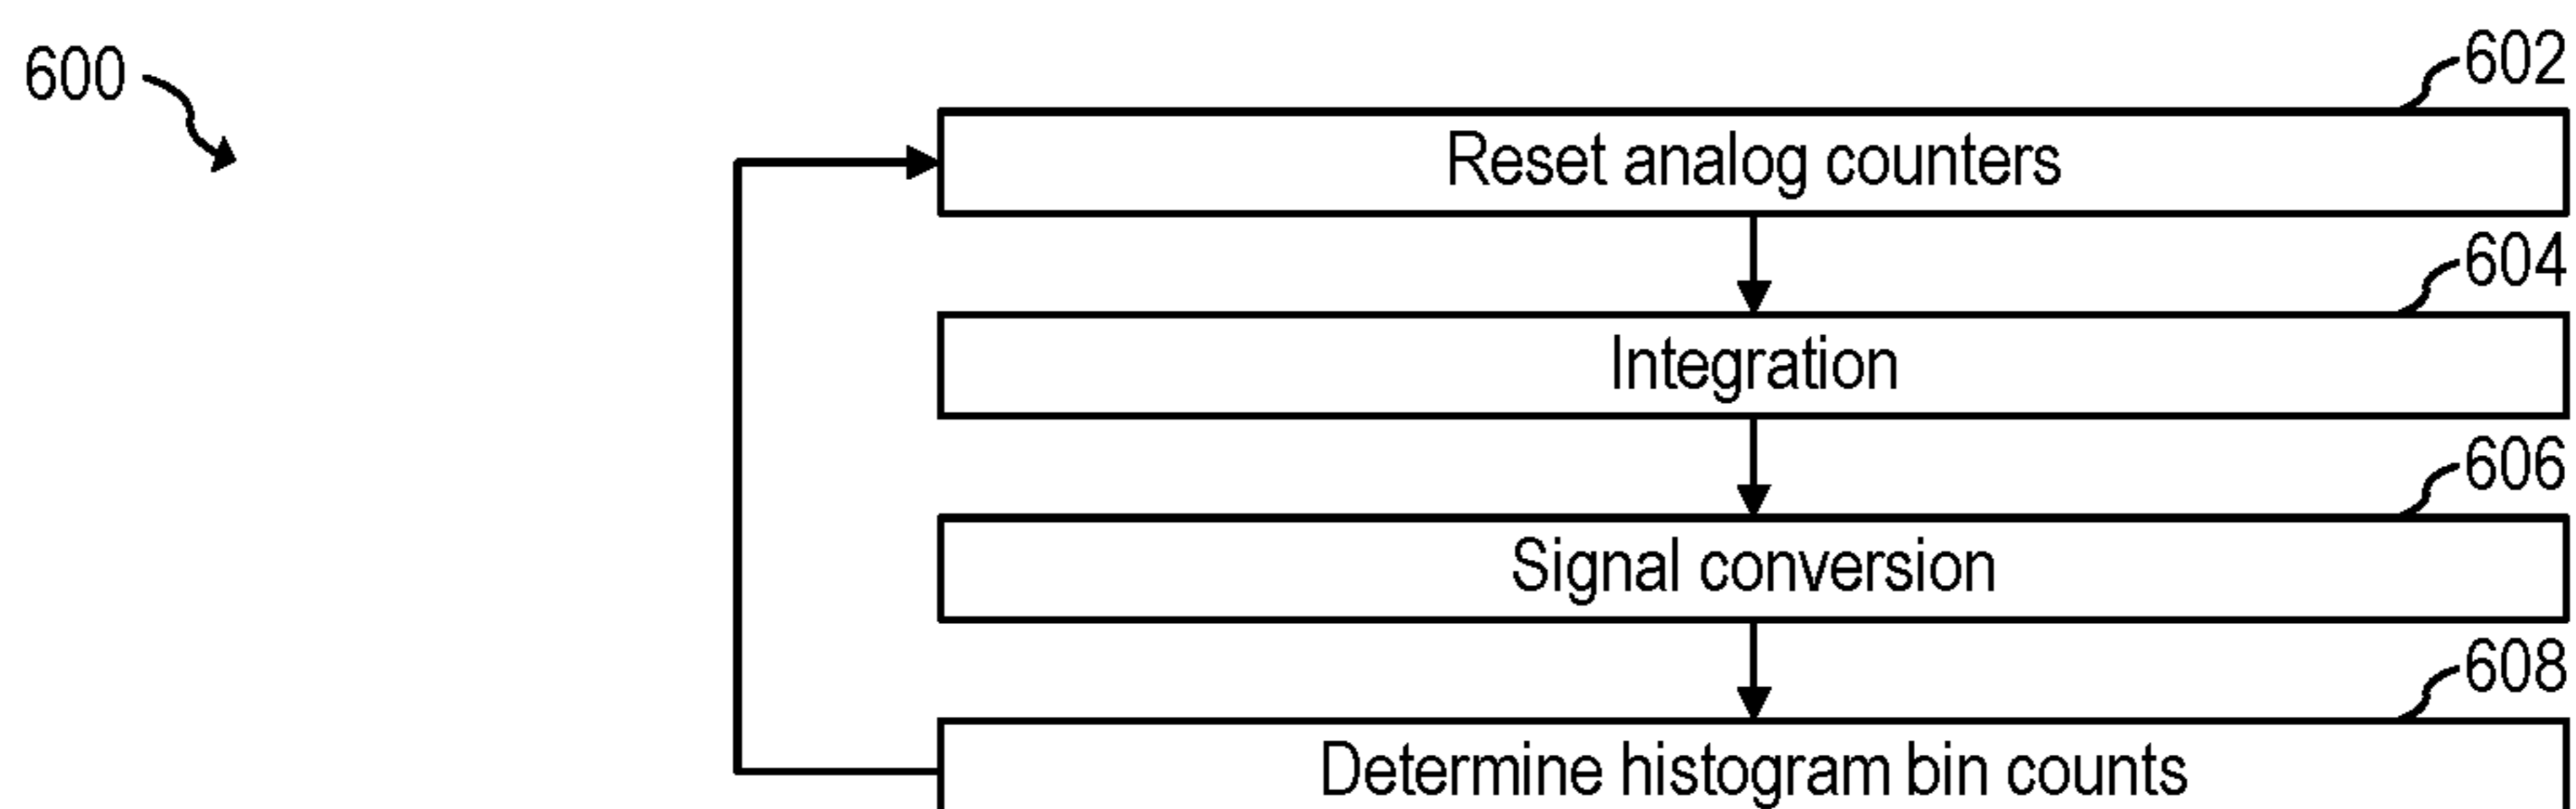 600
602
Reset analog counters
604
Integration
606
Signal conversion
608
Determine histogram bin counts